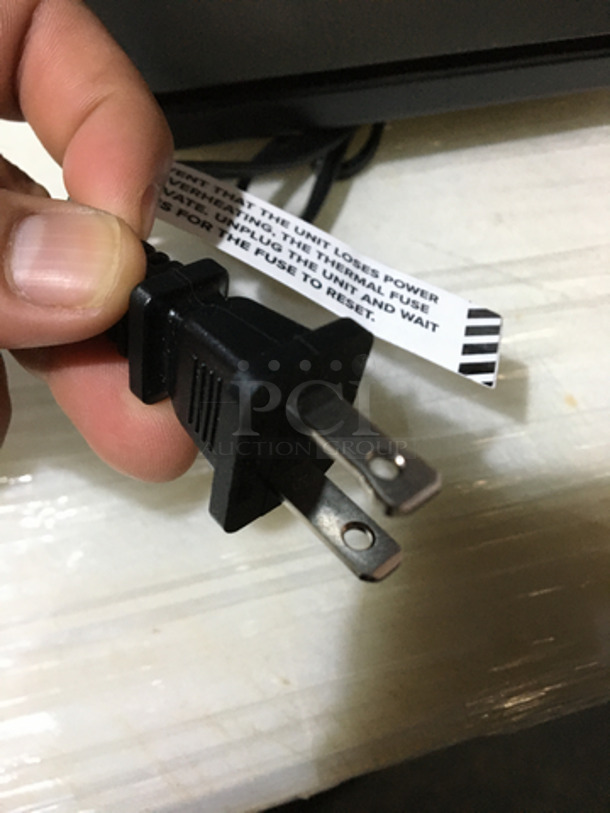 VENT THAT THE UNIT LOSES POWER
VERHEATING, THE THERMAL FUSE
VATE. UNPLUG THE UNIT AND WAIT
S FOR THE FUSE TO RESET.
PCI
AUCTION GROUP